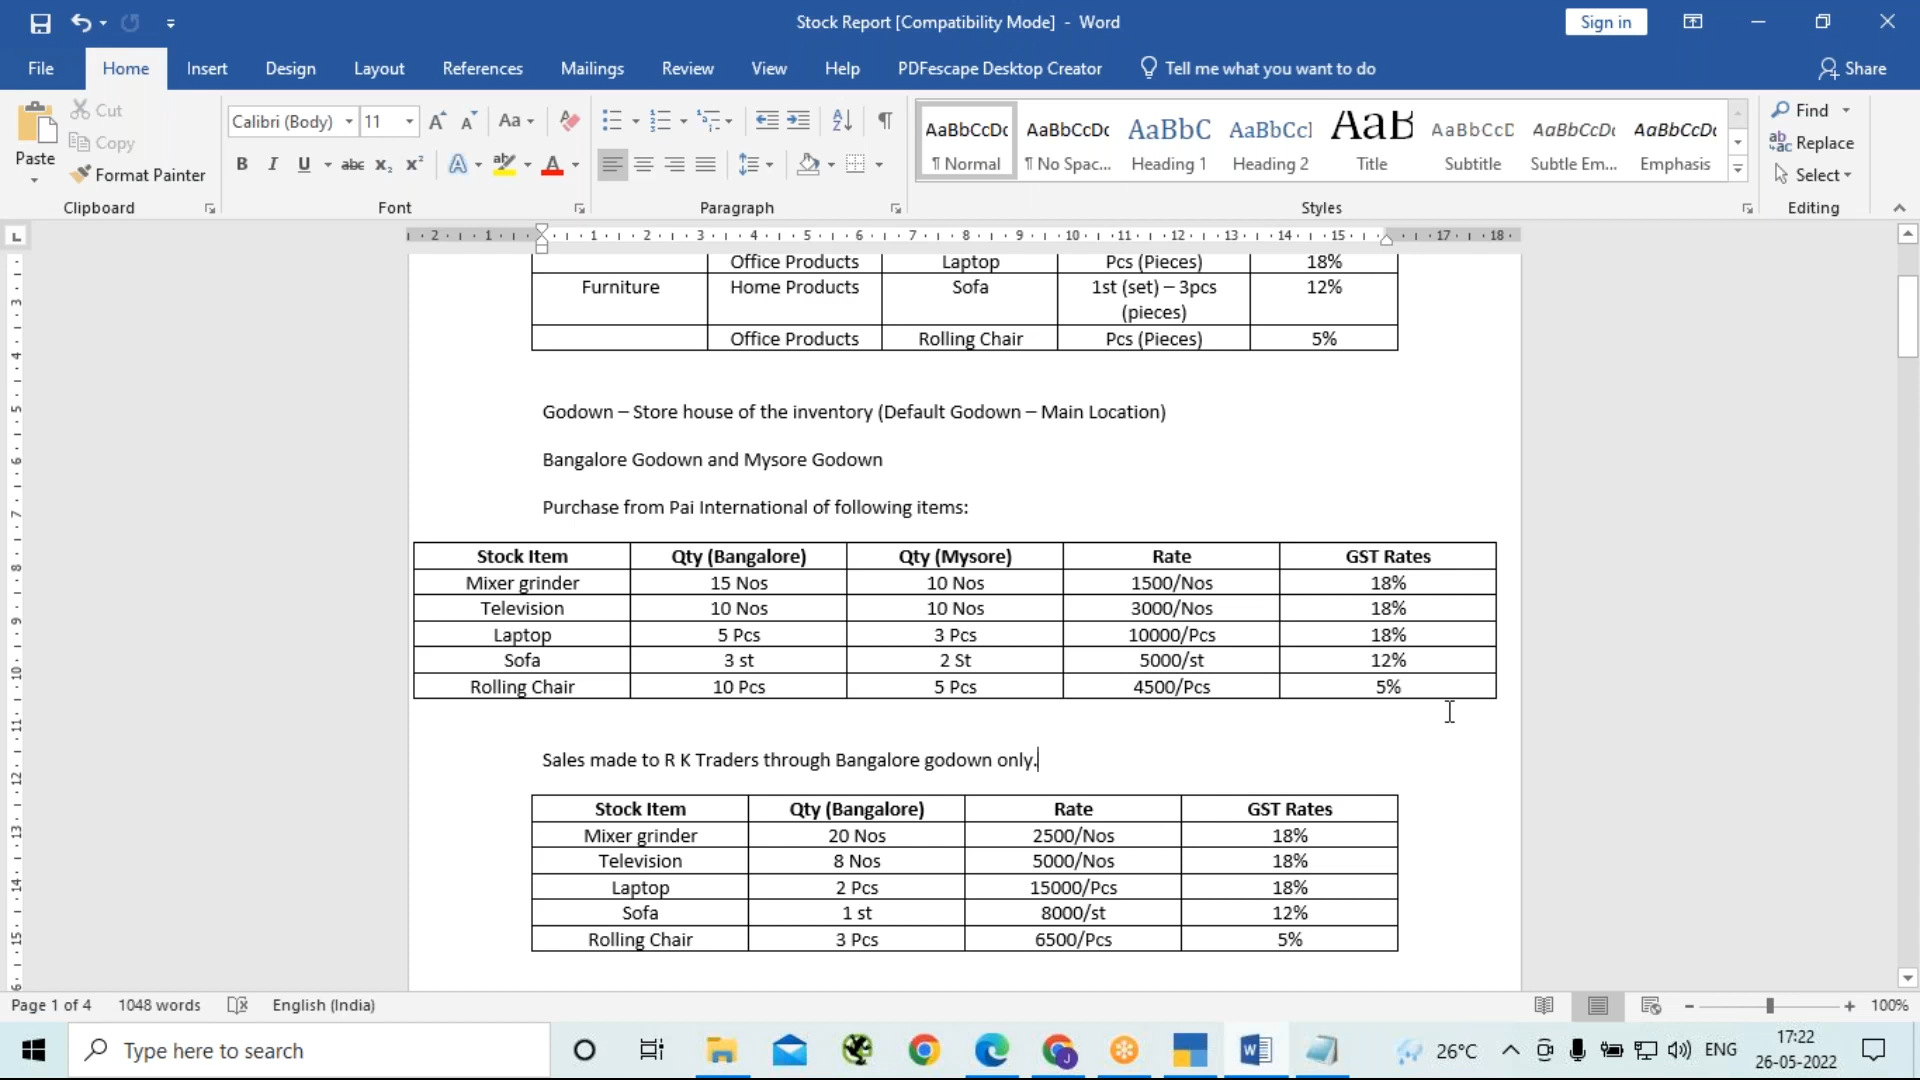 Stock Report [Compatibility Mode] - Word
Sign in
File Home Insert Design Layout References Mailings Review View Help PDFescape Desktop Creator Tell me what you want to do Share
Paste
Cut
Copy
Format Painter
Clipboard
Calibri (Body) 11
Font
Paragraph
AaBbCcDc ¶ Normal
AaBbCcDc ¶ No Spac...
AaBbC Heading 1
AaBbCcl Heading 2
AaB Title
AaBbCcD Subtitle
AaBbCcDc Subtle Em...
AaBbCcDc Emphasis
Styles
Find
Replace
Select
Editing
Office Products Laptop Pcs (Pieces) 18%
Furniture Home Products Sofa 1st (set) – 3pcs 12%
(pieces)
Office Products Rolling Chair Pcs (Pieces) 5%
Godown – Store house of the inventory (Default Godown – Main Location)
Bangalore Godown and Mysore Godown
Purchase from Pai International of following items:
Stock Item Qty (Bangalore) Qty (Mysore) Rate GST Rates
Mixer grinder 15 Nos 10 Nos 1500/Nos 18%
Television 10 Nos 10 Nos 3000/Nos 18%
Laptop 5 Pcs 3 Pcs 10000/Pcs 18%
Sofa 3 st 2 St 5000/st 12%
Rolling Chair 10 Pcs 5 Pcs 4500/Pcs 5%
Sales made to R K Traders through Bangalore godown only.
Stock Item Qty (Bangalore) Rate GST Rates
Mixer grinder 20 Nos 2500/Nos 18%
Television 8 Nos 5000/Nos 18%
Laptop 2 Pcs 15000/Pcs 18%
Sofa 1 st 8000/st 12%
Rolling Chair 3 Pcs 6500/Pcs 5%
Page 1 of 4 1048 words English (India) 100%
Type here to search
26°C
ENG
17:22
26-05-2022